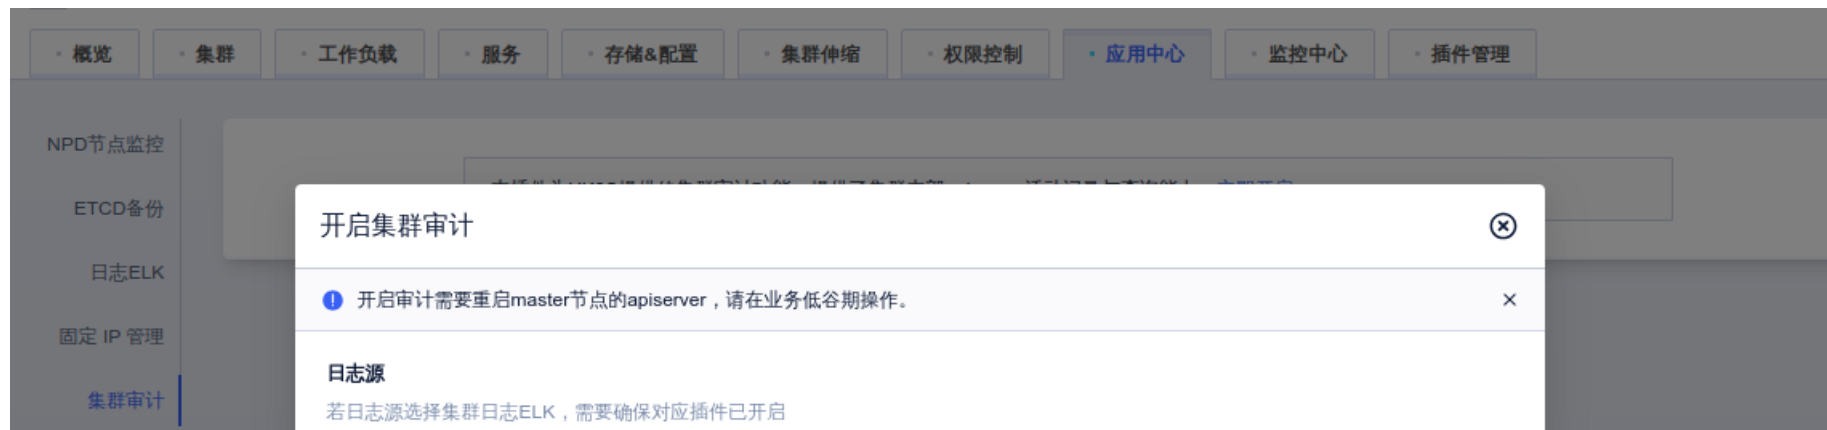 概览 集群 工作负载 服务 存储&配置 集群伸缩 权限控制 应用中心 监控中心 插件管理
NPD节点监控
ETCD备份
日志ELK
固定 IP 管理
集群审计
开启集群审计
开启审计需要重启master节点的apiserver，请在业务低谷期操作。
日志源
若日志源选择集群日志ELK，需要确保对应插件已开启